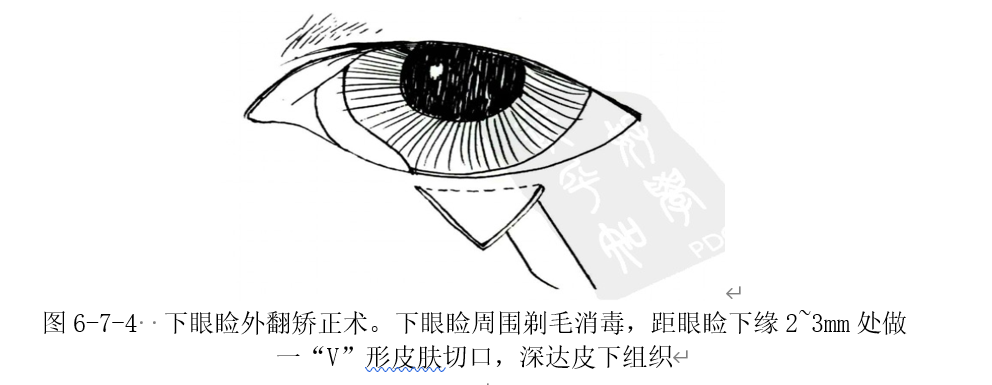 图 6-7-4  下眼睑外翻矫正术。下眼睑周围剃毛消毒，距眼睑下缘 2~3mm 处做
一“V”形皮肤切口，深达皮下组织